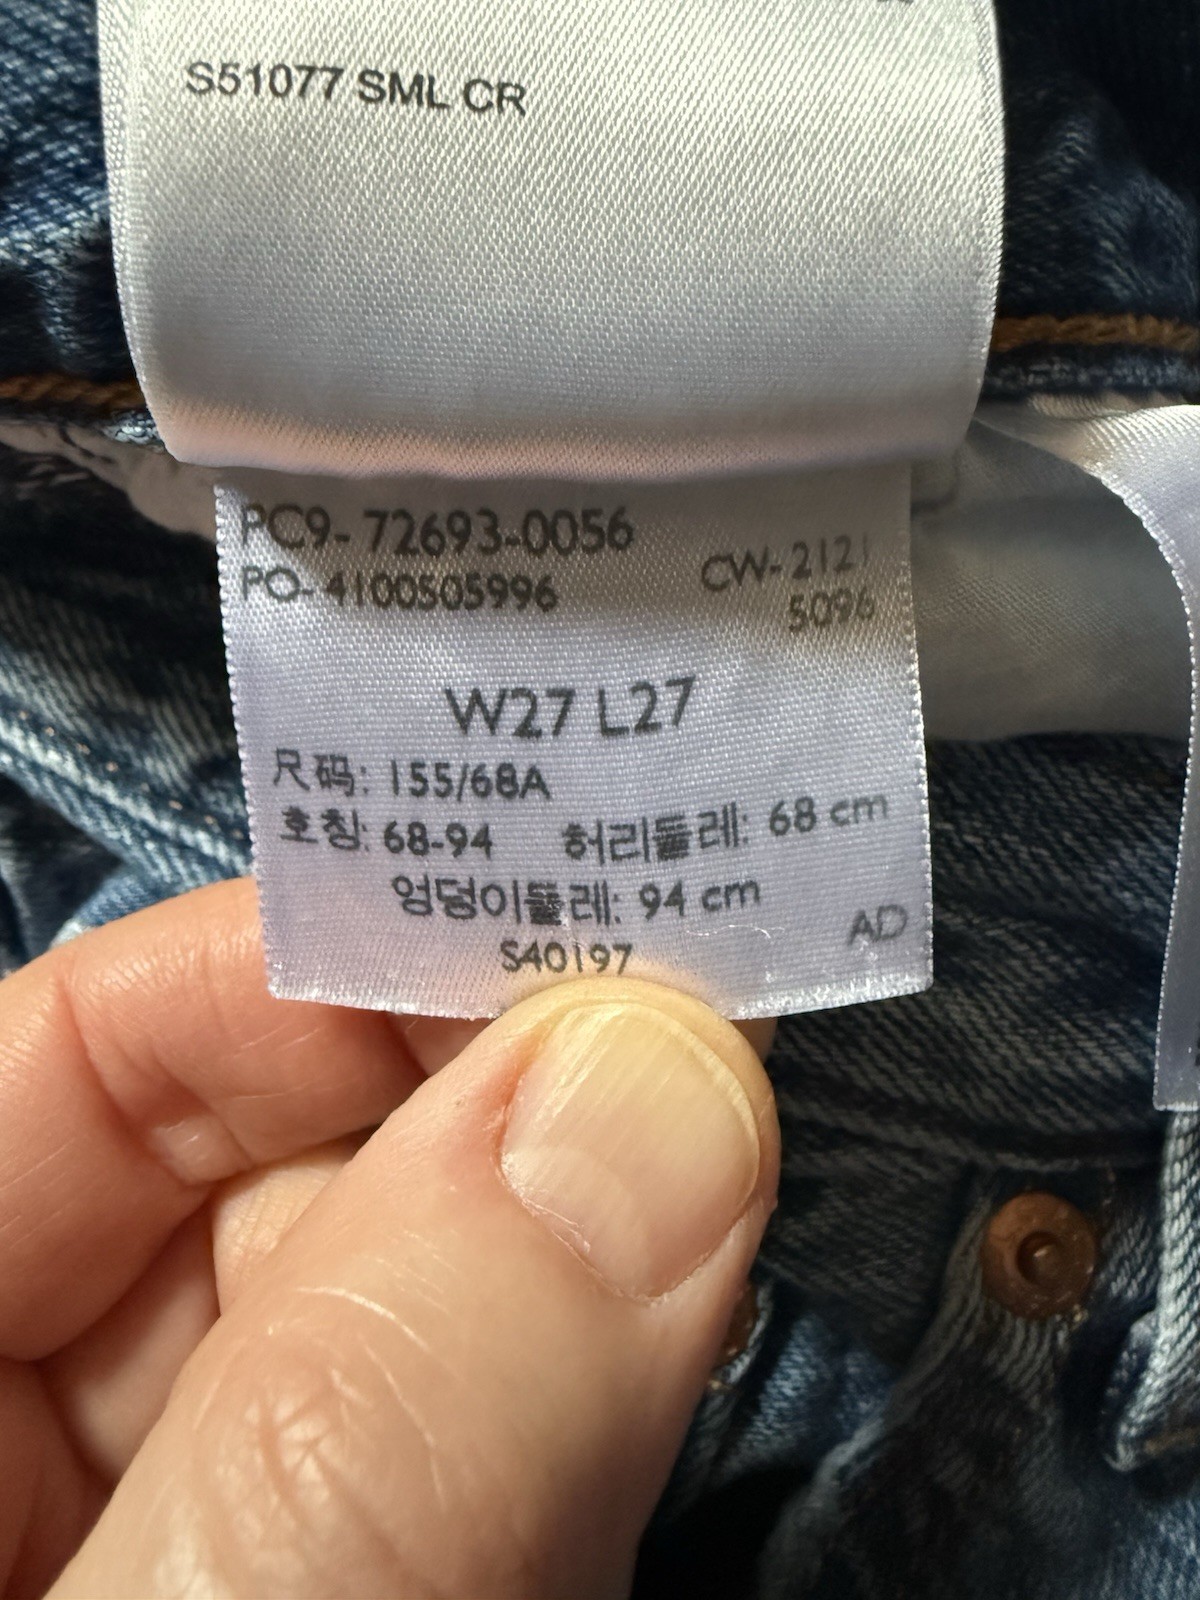 S51077 SML CR
PC9- 72693-0056
PO- 4100505996
CW- 2121
5096
W27 L27
尺码: 155/68A
호칭: 68-94 허리둘레: 68 cm
엉덩이둘레: 94 cm
AD
S40197